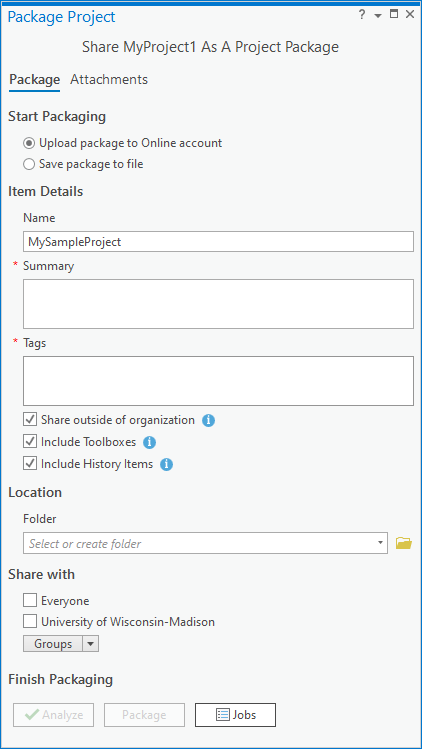 Package Project
?
Share MyProject1 As A Project Package
Package Attachments
Start Packaging
Upload package to Online account
Save package to file
Item Details
Name
MySampleProject
* Summary
* Tags
Share outside of organization
Include Toolboxes
Include History Items
Location
Folder
Select or create folder
Share with
Everyone
University of Wisconsin-Madison
Groups
Finish Packaging
Analyze Package Jobs